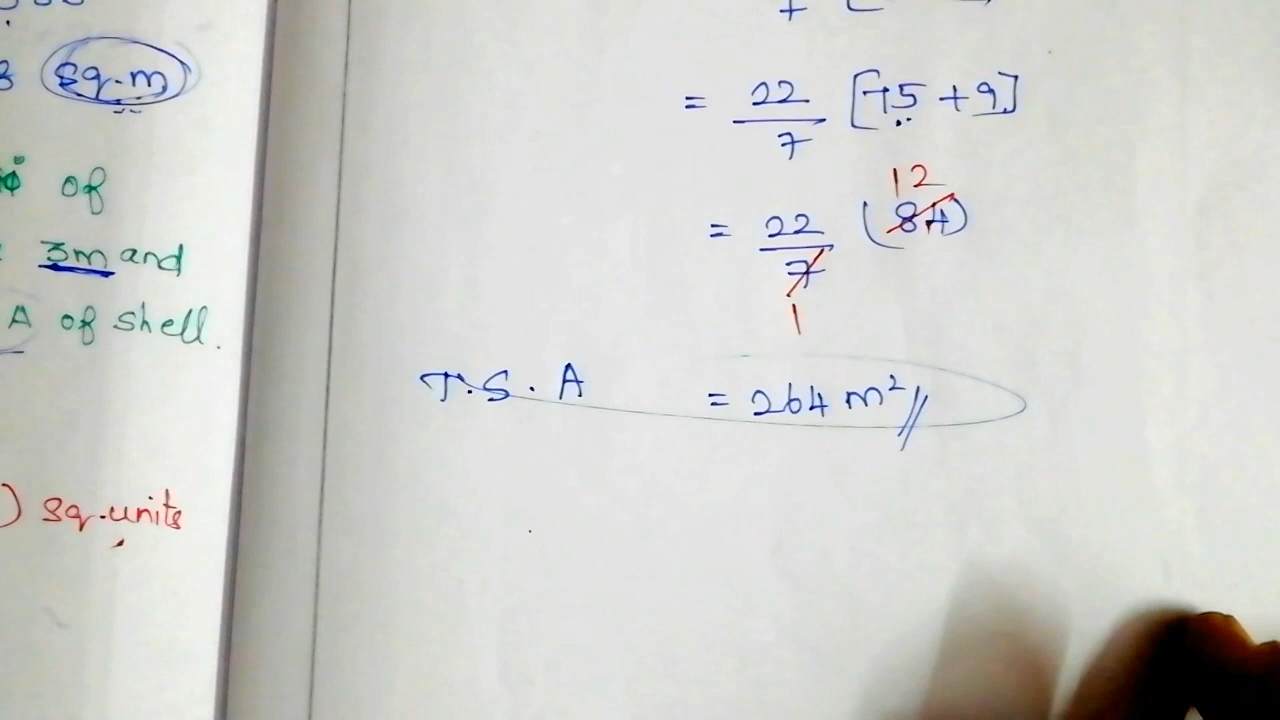 sq.m
of
3m and
A of shell.
) sq.units
= 22/7 [75 + 9]
12
= 22/7 (84)
1
T.S.A = 264 m² //